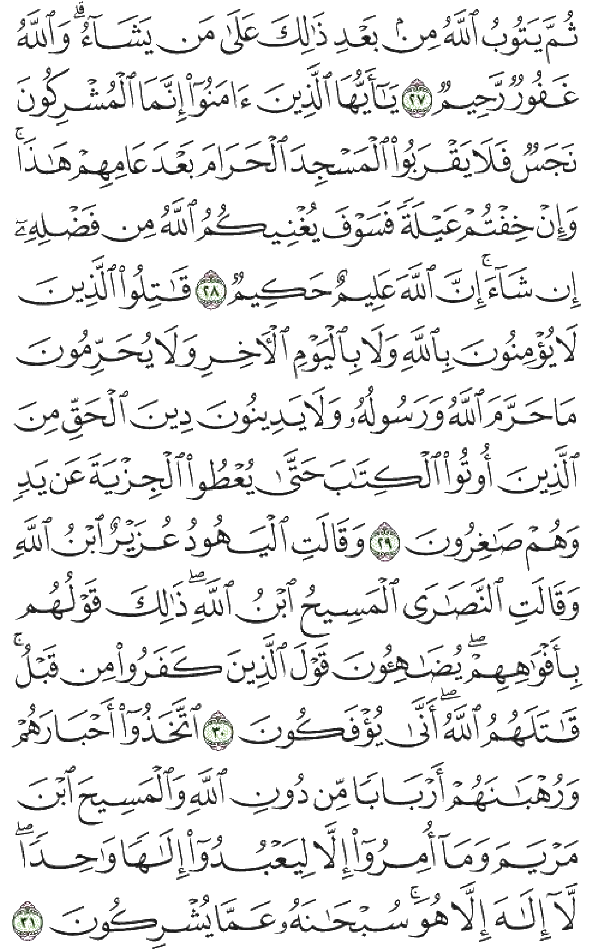 ثُمَّ يَتُوبُ ٱللَّهُ مِنۢ بَعْدِ ذَٰلِكَ عَلَىٰ مَن يَشَآءُ ۗ وَٱللَّهُ
غَفُورٌ رَّحِيمٌ ٢٧ يَـٰٓأَيُّهَا ٱلَّذِينَ ءَامَنُوٓا۟ إِنَّمَا ٱلْمُشْرِكُونَ
نَجَسٌ فَلَا يَقْرَبُوا۟ ٱلْمَسْجِدَ ٱلْحَرَامَ بَعْدَ عَامِهِمْ هَـٰذَا ۚ
وَإِنْ خِفْتُمْ عَيْلَةً فَسَوْفَ يُغْنِيكُمُ ٱللَّهُ مِن فَضْلِهِۦٓ
إِن شَآءَ ۚ إِنَّ ٱللَّهَ عَلِيمٌ حَكِيمٌ ٢٨ قَـٰتِلُوا۟ ٱلَّذِينَ
لَا يُؤْمِنُونَ بِٱللَّهِ وَلَا بِٱلْيَوْمِ ٱلْـَٔاخِرِ وَلَا يُحَرِّمُونَ
مَا حَرَّمَ ٱللَّهُ وَرَسُولُهُۥ وَلَا يَدِينُونَ دِينَ ٱلْحَقِّ مِنَ
ٱلَّذِينَ أُوتُوا۟ ٱلْكِتَـٰبَ حَتَّىٰ يُعْطُوا۟ ٱلْجِزْيَةَ عَن يَدٍ
وَهُمْ صَـٰغِرُونَ ٢٩ وَقَالَتِ ٱلْيَهُودُ عُزَيْرٌ ٱبْنُ ٱللَّهِ
وَقَالَتِ ٱلنَّصَـٰرَى ٱلْمَسِيحُ ٱبْنُ ٱللَّهِ ۖ ذَٰلِكَ قَوْلُهُم
بِأَفْوَٰهِهِمْ ۖ يُضَـٰهِـُٔونَ قَوْلَ ٱلَّذِينَ كَفَرُوا۟ مِن قَبْلُ ۚ
قَـٰتَلَهُمُ ٱللَّهُ ۖ أَنَّىٰ يُؤْفَكُونَ ٣٠ ٱتَّخَذُوٓا۟ أَحْبَارَهُمْ
وَرُهْبَـٰنَهُمْ أَرْبَابًا مِّن دُونِ ٱللَّهِ وَٱلْمَسِيحَ ٱبْنَ
مَرْيَمَ وَمَآ أُمِرُوٓا۟ إِلَّا لِيَعْبُدُوٓا۟ إِلَـٰهًا وَٰحِدًا ۖ
لَّآ إِلَـٰهَ إِلَّا هُوَ ۚ سُبْحَـٰنَهُۥ عَمَّا يُشْرِكُونَ ٣١